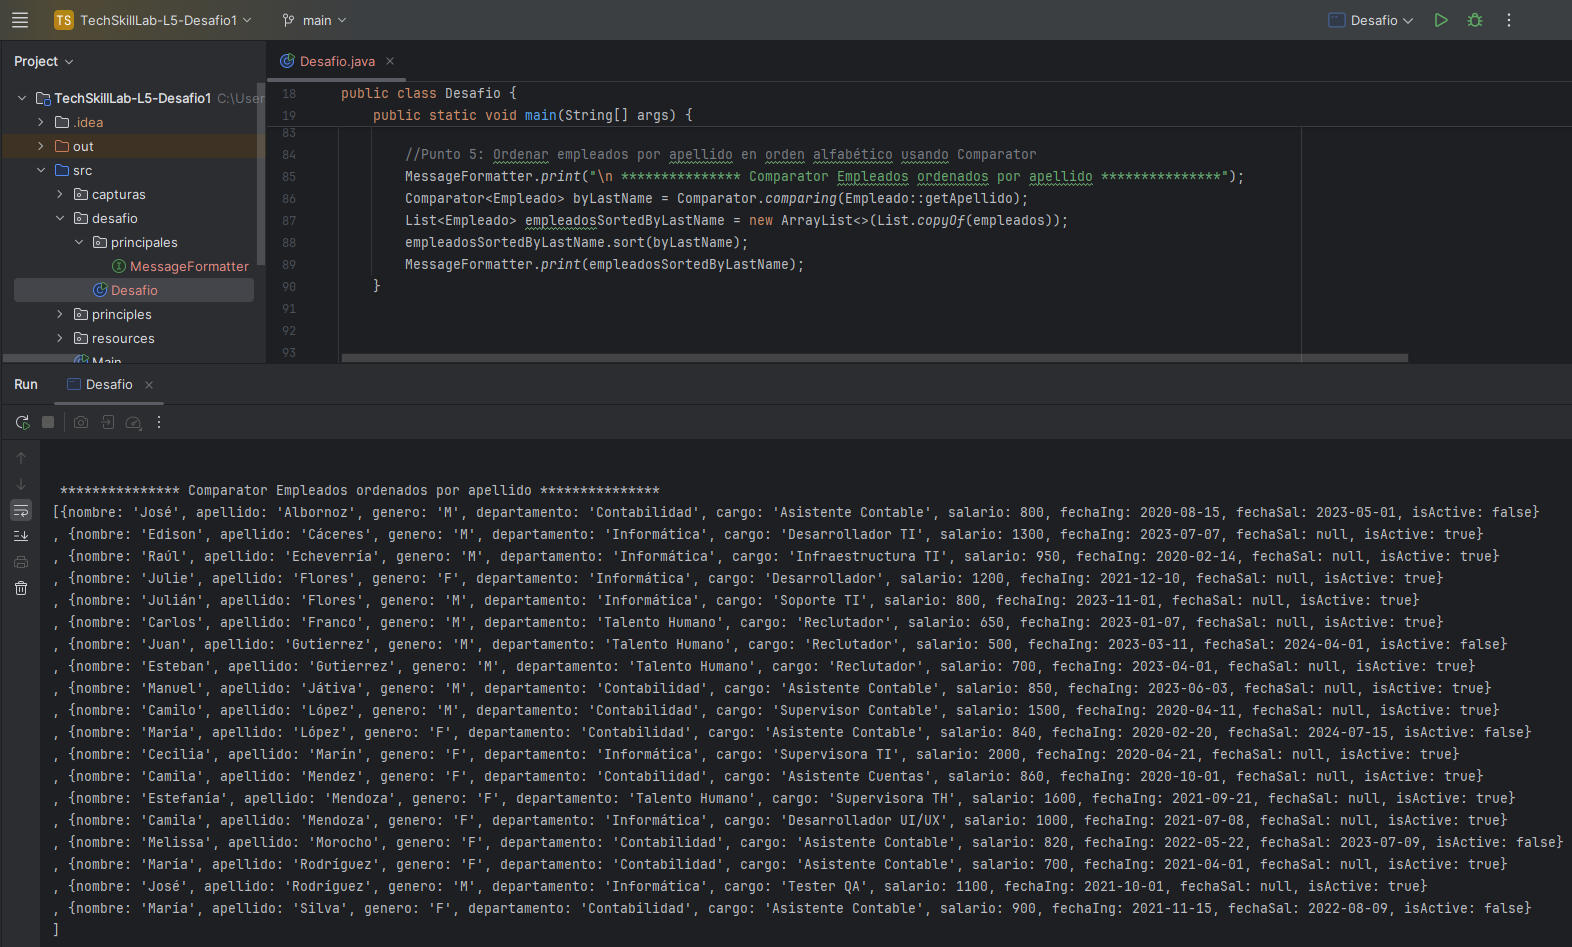 TS TechSkillLab-L5-Desafio1 main Desafio
Project
Desafio.java
TechSkillLab-L5-Desafio1 C:\User
.idea
out
src
capturas
desafio
principales
MessageFormatter
Desafio
principles
resources
Main
18 public class Desafio {
19 public static void main(String[] args) {
83
84 //Punto 5: Ordenar empleados por apellido en orden alfabético usando Comparator
85 MessageFormatter.print("\n *************** Comparator Empleados ordenados por apellido ***************");
86 Comparator<Empleado> byLastName = Comparator.comparing(Empleado::getApellido);
87 List<Empleado> empleadosSortedByLastName = new ArrayList<>(List.copyOf(empleados));
88 empleadosSortedByLastName.sort(byLastName);
89 MessageFormatter.print(empleadosSortedByLastName);
90 }
91
92
93
Run Desafio
*************** Comparator Empleados ordenados por apellido ***************
[{nombre: 'José', apellido: 'Albornoz', genero: 'M', departamento: 'Contabilidad', cargo: 'Asistente Contable', salario: 800, fechaIng: 2020-08-15, fechaSal: 2023-05-01, isActive: false}
, {nombre: 'Edison', apellido: 'Cáceres', genero: 'M', departamento: 'Informática', cargo: 'Desarrollador TI', salario: 1300, fechaIng: 2023-07-07, fechaSal: null, isActive: true}
, {nombre: 'Raúl', apellido: 'Echeverría', genero: 'M', departamento: 'Informática', cargo: 'Infraestructura TI', salario: 950, fechaIng: 2020-02-14, fechaSal: null, isActive: true}
, {nombre: 'Julie', apellido: 'Flores', genero: 'F', departamento: 'Informática', cargo: 'Desarrollador', salario: 1200, fechaIng: 2021-12-10, fechaSal: null, isActive: true}
, {nombre: 'Julián', apellido: 'Flores', genero: 'M', departamento: 'Informática', cargo: 'Soporte TI', salario: 800, fechaIng: 2023-11-01, fechaSal: null, isActive: true}
, {nombre: 'Carlos', apellido: 'Franco', genero: 'M', departamento: 'Talento Humano', cargo: 'Reclutador', salario: 650, fechaIng: 2023-01-07, fechaSal: null, isActive: true}
, {nombre: 'Juan', apellido: 'Gutierrez', genero: 'M', departamento: 'Talento Humano', cargo: 'Reclutador', salario: 500, fechaIng: 2023-03-11, fechaSal: 2024-04-01, isActive: false}
, {nombre: 'Esteban', apellido: 'Gutierrez', genero: 'M', departamento: 'Talento Humano', cargo: 'Reclutador', salario: 700, fechaIng: 2023-04-01, fechaSal: null, isActive: true}
, {nombre: 'Manuel', apellido: 'Játiva', genero: 'M', departamento: 'Contabilidad', cargo: 'Asistente Contable', salario: 850, fechaIng: 2023-06-03, fechaSal: null, isActive: true}
, {nombre: 'Camilo', apellido: 'López', genero: 'M', departamento: 'Contabilidad', cargo: 'Supervisor Contable', salario: 1500, fechaIng: 2020-04-11, fechaSal: null, isActive: true}
, {nombre: 'María', apellido: 'López', genero: 'F', departamento: 'Contabilidad', cargo: 'Asistente Contable', salario: 840, fechaIng: 2020-02-20, fechaSal: 2024-07-15, isActive: false}
, {nombre: 'Cecilia', apellido: 'Marín', genero: 'F', departamento: 'Informática', cargo: 'Supervisora TI', salario: 2000, fechaIng: 2020-04-21, fechaSal: null, isActive: true}
, {nombre: 'Camila', apellido: 'Mendez', genero: 'F', departamento: 'Contabilidad', cargo: 'Asistente Cuentas', salario: 860, fechaIng: 2020-10-01, fechaSal: null, isActive: true}
, {nombre: 'Estefanía', apellido: 'Mendoza', genero: 'F', departamento: 'Talento Humano', cargo: 'Supervisora TH', salario: 1600, fechaIng: 2021-09-21, fechaSal: null, isActive: true}
, {nombre: 'Camila', apellido: 'Mendoza', genero: 'F', departamento: 'Informática', cargo: 'Desarrollador UI/UX', salario: 1000, fechaIng: 2021-07-08, fechaSal: null, isActive: true}
, {nombre: 'Melissa', apellido: 'Morocho', genero: 'F', departamento: 'Contabilidad', cargo: 'Asistente Contable', salario: 820, fechaIng: 2022-05-22, fechaSal: 2023-07-09, isActive: false}
, {nombre: 'María', apellido: 'Rodríguez', genero: 'F', departamento: 'Contabilidad', cargo: 'Asistente Contable', salario: 700, fechaIng: 2021-04-01, fechaSal: null, isActive: true}
, {nombre: 'José', apellido: 'Rodríguez', genero: 'M', departamento: 'Informática', cargo: 'Tester QA', salario: 1100, fechaIng: 2021-10-01, fechaSal: null, isActive: true}
, {nombre: 'María', apellido: 'Silva', genero: 'F', departamento: 'Contabilidad', cargo: 'Asistente Contable', salario: 900, fechaIng: 2021-11-15, fechaSal: 2022-08-09, isActive: false}
]